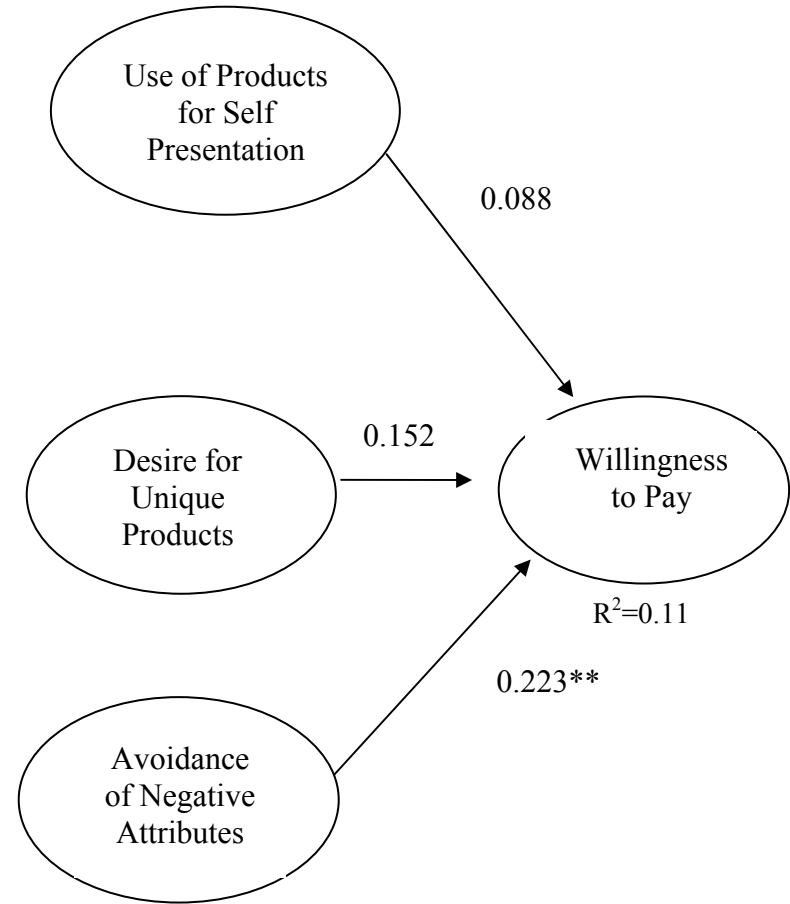 Use of Products
for Self
Presentation
0.088
0.152
Desire for
Unique
Products
Willingness
to Pay
R²=0.11
0.223**
Avoidance
of Negative
Attributes